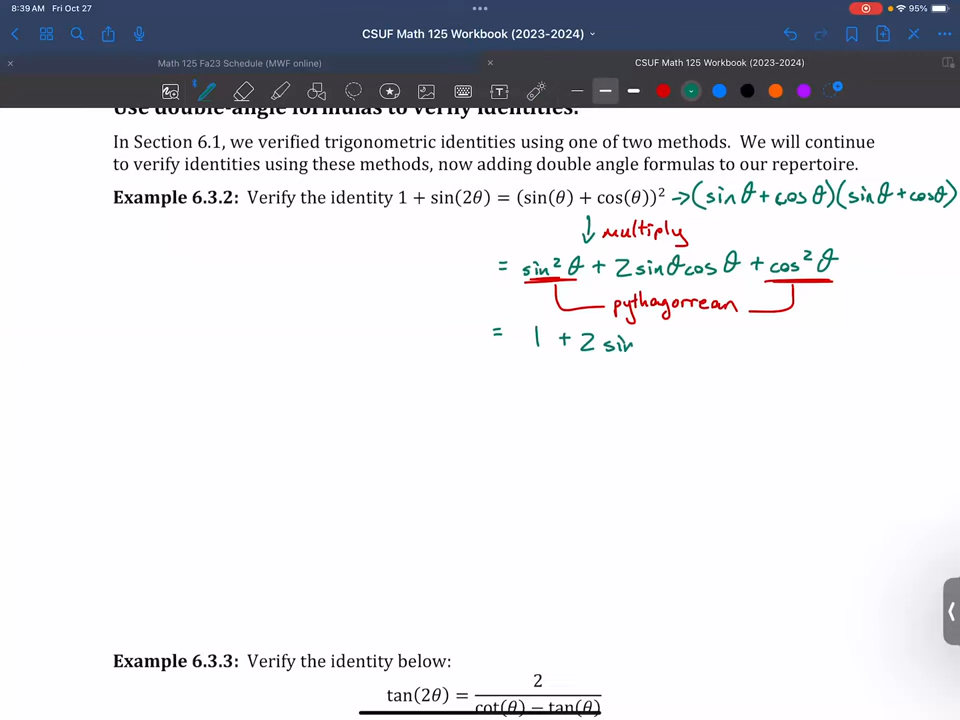 8:39 AM Fri Oct 27
95%
CSUF Math 125 Workbook (2023-2024)
Math 125 Fa23 Schedule (MWF online)
CSUF Math 125 Workbook (2023-2024)
Use double-angle formulas to verify identities.
In Section 6.1, we verified trigonometric identities using one of two methods. We will continue
to verify identities using these methods, now adding double angle formulas to our repertoire.
Example 6.3.2: Verify the identity 1 + sin(2θ) = (sin(θ) + cos(θ))² → (sin θ + cos θ)(sin θ + cos θ)
↓ multiply
= sin² θ + 2 sin θ cos θ + cos² θ
pythagorrean
= 1 + 2 sin
Example 6.3.3: Verify the identity below:
tan(2θ) = 2 / (cot(θ) − tan(θ))